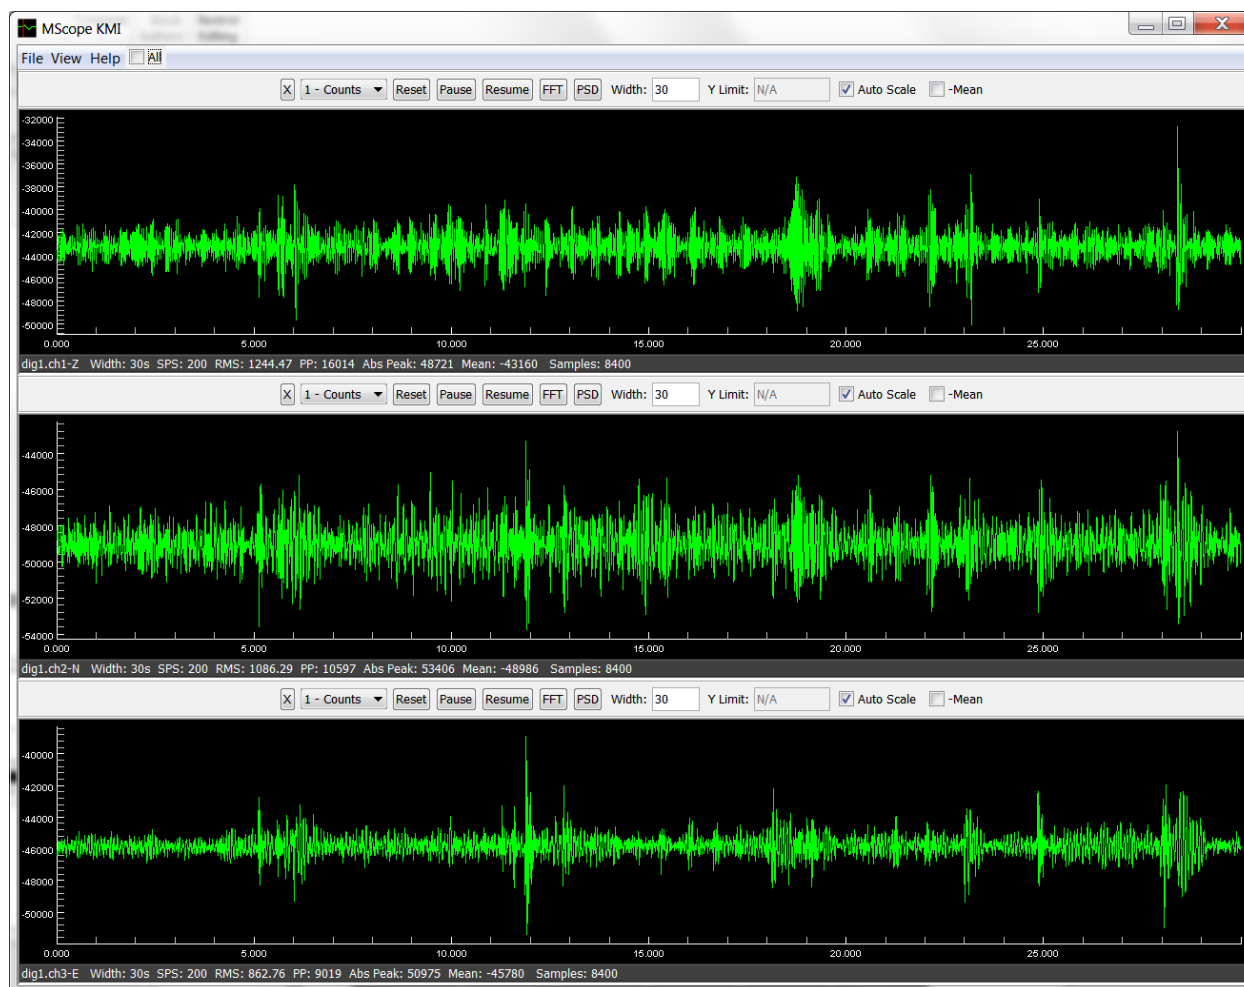 MScope KMI
File View Help All
X 1 - Counts Reset Pause Resume FFT PSD Width: 30 Y Limit: N/A Auto Scale -Mean
-32000
-34000
-36000
-38000
-40000
-42000
-44000
-46000
-48000
-50000
0.000 5.000 10.000 15.000 20.000 25.000
dig1.ch1-Z Width: 30s SPS: 200 RMS: 1244.47 PP: 16014 Abs Peak: 48721 Mean: -43160 Samples: 8400
X 1 - Counts Reset Pause Resume FFT PSD Width: 30 Y Limit: N/A Auto Scale -Mean
-44000
-46000
-48000
-50000
-52000
-54000
0.000 5.000 10.000 15.000 20.000 25.000
dig1.ch2-N Width: 30s SPS: 200 RMS: 1086.29 PP: 10597 Abs Peak: 53406 Mean: -48986 Samples: 8400
X 1 - Counts Reset Pause Resume FFT PSD Width: 30 Y Limit: N/A Auto Scale -Mean
-40000
-42000
-44000
-46000
-48000
-50000
0.000 5.000 10.000 15.000 20.000 25.000
dig1.ch3-E Width: 30s SPS: 200 RMS: 862.76 PP: 9019 Abs Peak: 50975 Mean: -45780 Samples: 8400